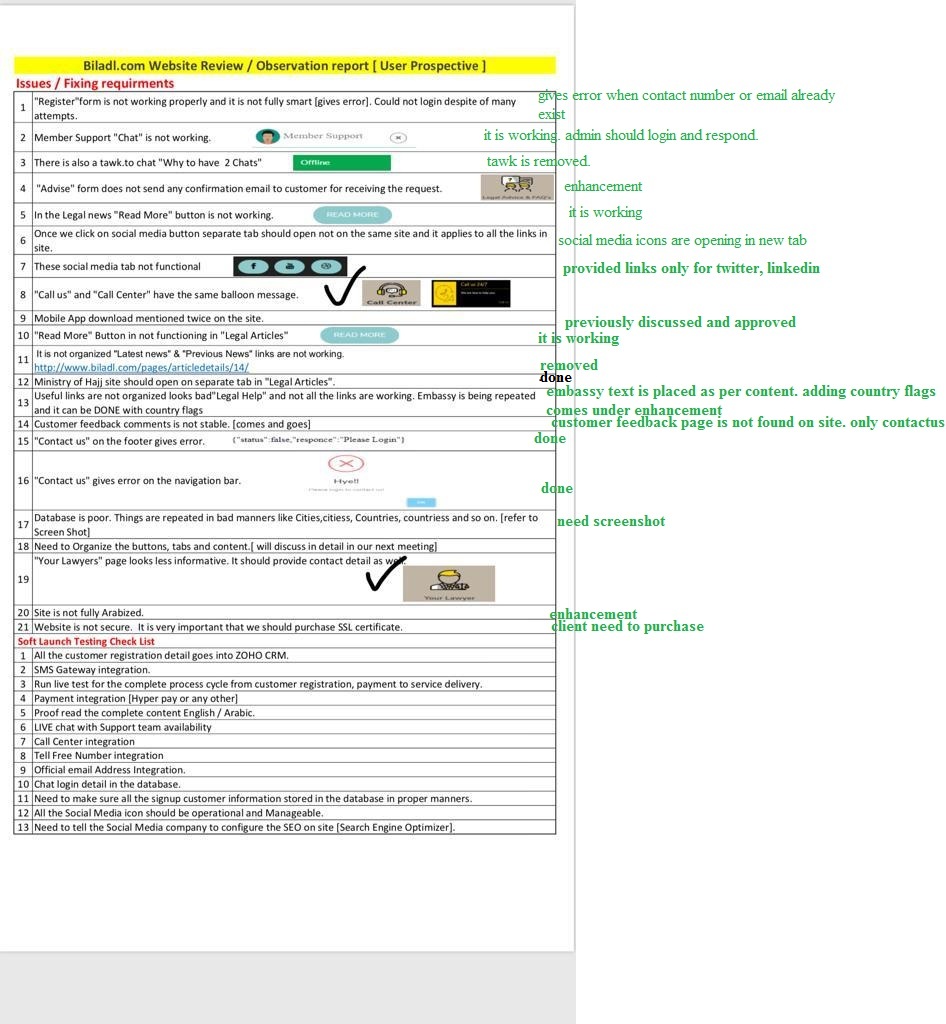 Biladl.com Website Review / Observation report [ User Prospective ]
Issues / Fixing requirments
1 "Register"form is not working properly and it is not fully smart [gives error]. Could not login despite of many
attempts.
gives error when contact number or email already
exist
2 Member Support "Chat" is not working. Member Support it is working. admin should login and respond.
3 There is also a tawk.to chat "Why to have 2 Chats" Offline tawk is removed.
4 "Advise" form does not send any confirmation email to customer for receiving the request. Legal Advice & FAQ's enhancement
5 In the Legal news "Read More" button is not working. READ MORE it is working
6 Once we click on social media button separate tab should open not on the same site and it applies to all the links in
site.
social media icons are opening in new tab
7 These social media tab not functional provided links only for twitter, linkedin
8 "Call us" and "Call Center" have the same balloon message. Call Center Call us 24/7
9 Mobile App download mentioned twice on the site. previously discussed and approved
10 "Read More" Button in not functioning in "Legal Articles" READ MORE it is working
11 It is not organized "Latest news" & "Previous News" links are not working.
http://www.biladl.com/pages/articledetails/14/ removed
12 Ministry of Hajj site should open on separate tab in "Legal Articles". done
13 Useful links are not organized looks bad"Legal Help" and not all the links are working. Embassy is being repeated
and it can be DONE with country flags
embassy text is placed as per content. adding country flags
comes under enhancement
14 Customer feedback comments is not stable. [comes and goes] customer feedback page is not found on site. only contactus
15 "Contact us" on the footer gives error. {"status":false,"responce":"Please Login"} done
16 "Contact us" gives error on the navigation bar. Hye!! Please login to contact us! OK done
17 Database is poor. Things are repeated in bad manners like Cities,citiess, Countries, countriess and so on. [refer to
Screen Shot]
need screenshot
18 Need to Organize the buttons, tabs and content.[ will discuss in detail in our next meeting]
19 "Your Lawyers" page looks less informative. It should provide contact detail as well.
Your Lawyer
20 Site is not fully Arabized. enhancement
21 Website is not secure. It is very important that we should purchase SSL certificate. client need to purchase
Soft Launch Testing Check List
1 All the customer registration detail goes into ZOHO CRM.
2 SMS Gateway integration.
3 Run live test for the complete process cycle from customer registration, payment to service delivery.
4 Payment integration [Hyper pay or any other]
5 Proof read the complete content English / Arabic.
6 LIVE chat with Support team availability
7 Call Center integration
8 Tell Free Number integration
9 Official email Address Integration.
10 Chat login detail in the database.
11 Need to make sure all the signup customer information stored in the database in proper manners.
12 All the Social Media icon should be operational and Manageable.
13 Need to tell the Social Media company to configure the SEO on site [Search Engine Optimizer].